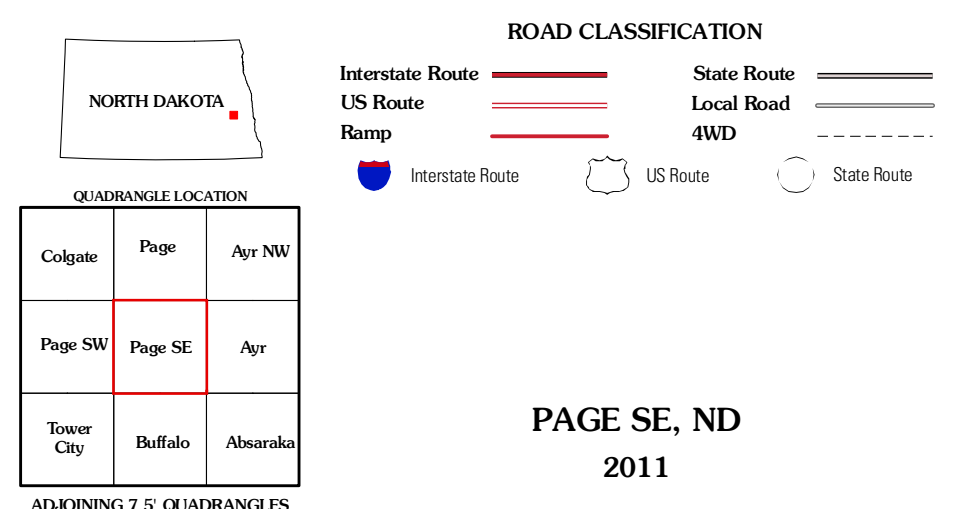 NORTH DAKOTA
QUADRANGLE LOCATION
Colgate
Page
Ayr NW
Page SW
Page SE
Ayr
Tower
City
Buffalo
Absaraka
ADJOINING 7.5' QUADRANGLES
ROAD CLASSIFICATION
Interstate Route
State Route
US Route
Local Road
Ramp
4WD
Interstate Route
US Route
State Route
PAGE SE, ND
2011